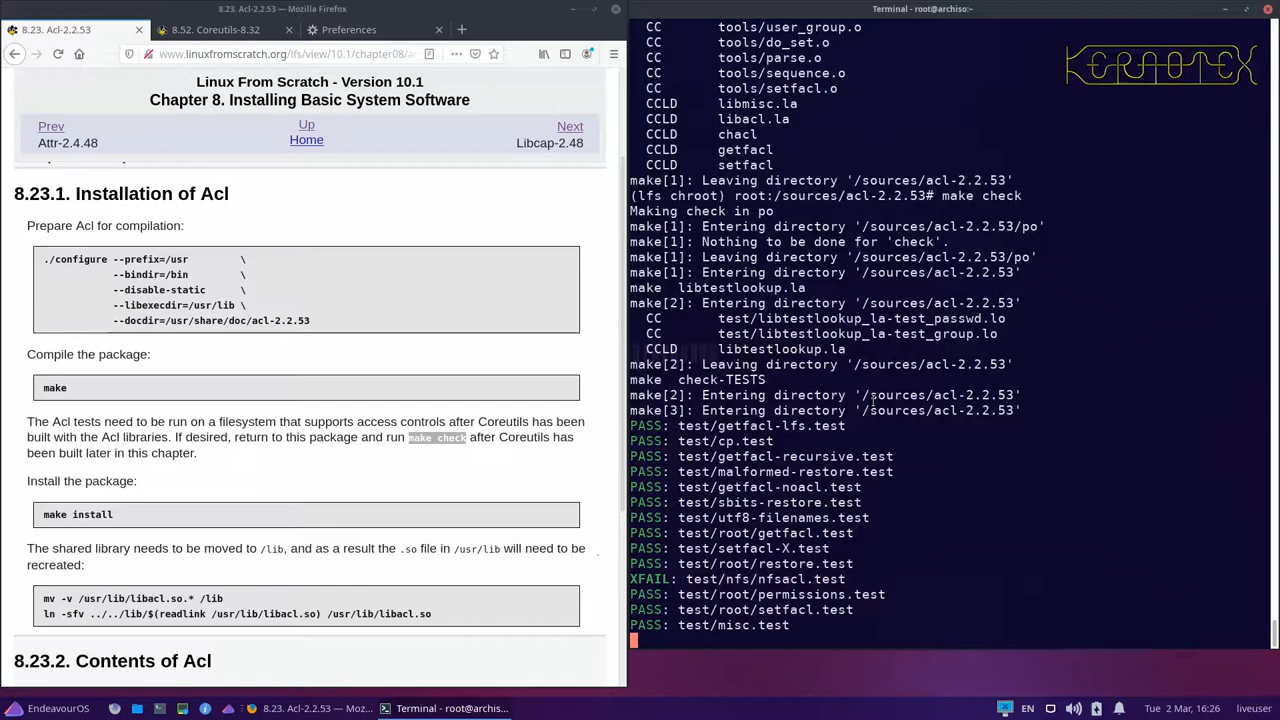 8.23. Acl-2.2.53 — Mozilla Firefox
8.23. Acl-2.2.53
8.52. Coreutils-8.32
Preferences
www.linuxfromscratch.org/lfs/view/10.1/chapter08/ac
Linux From Scratch - Version 10.1
Chapter 8. Installing Basic System Software
Prev
Up
Next
Attr-2.4.48
Home
Libcap-2.48
8.23.1. Installation of Acl
Prepare Acl for compilation:
./configure --prefix=/usr \
--bindir=/bin \
--disable-static \
--libexecdir=/usr/lib \
--docdir=/usr/share/doc/acl-2.2.53
Compile the package:
make
The Acl tests need to be run on a filesystem that supports access controls after Coreutils has been
built with the Acl libraries. If desired, return to this package and run make check after Coreutils has
been built later in this chapter.
Install the package:
make install
The shared library needs to be moved to /lib, and as a result the .so file in /usr/lib will need to be
recreated:
mv -v /usr/lib/libacl.so.* /lib
ln -sfv ../../lib/$(readlink /usr/lib/libacl.so) /usr/lib/libacl.so
8.23.2. Contents of Acl
Terminal - root@archiso:~
KERAOTEX
CC tools/user_group.o
CC tools/do_set.o
CC tools/parse.o
CC tools/sequence.o
CC tools/setfacl.o
CCLD libmisc.la
CCLD libacl.la
CCLD chacl
CCLD getfacl
CCLD setfacl
make[1]: Leaving directory '/sources/acl-2.2.53'
(lfs chroot) root:/sources/acl-2.2.53# make check
Making check in po
make[1]: Entering directory '/sources/acl-2.2.53/po'
make[1]: Nothing to be done for 'check'.
make[1]: Leaving directory '/sources/acl-2.2.53/po'
make[1]: Entering directory '/sources/acl-2.2.53'
make libtestlookup.la
make[2]: Entering directory '/sources/acl-2.2.53'
CC test/libtestlookup_la-test_passwd.lo
CC test/libtestlookup_la-test_group.lo
CCLD libtestlookup.la
make[2]: Leaving directory '/sources/acl-2.2.53'
make check-TESTS
make[2]: Entering directory '/sources/acl-2.2.53'
make[3]: Entering directory '/sources/acl-2.2.53'
PASS: test/getfacl-lfs.test
PASS: test/cp.test
PASS: test/getfacl-recursive.test
PASS: test/malformed-restore.test
PASS: test/getfacl-noacl.test
PASS: test/sbits-restore.test
PASS: test/utf8-filenames.test
PASS: test/root/getfacl.test
PASS: test/setfacl-X.test
PASS: test/root/restore.test
XFAIL: test/nfs/nfsacl.test
PASS: test/root/permissions.test
PASS: test/root/setfacl.test
PASS: test/misc.test
EndeavourOS
8.23. Acl-2.2.53 — Moz...
Terminal - root@archiso...
EN
Tue 2 Mar, 16:26
liveuser